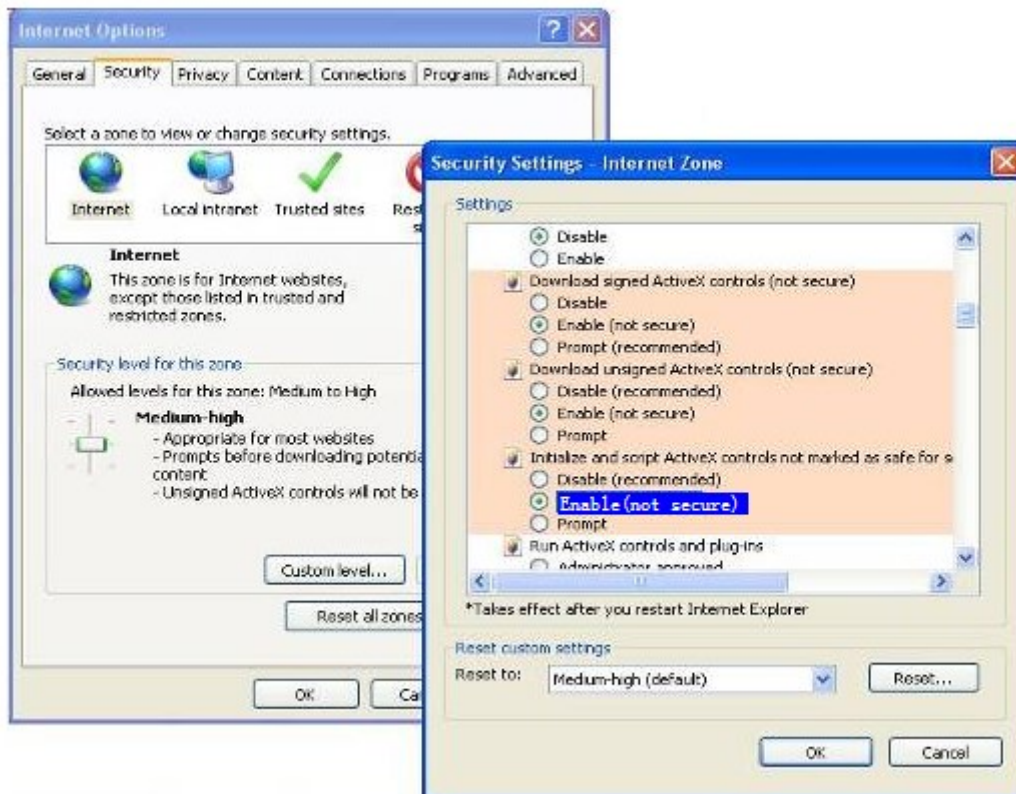 Internet Options
General Security Privacy Content Connections Programs Advanced
Select a zone to view or change security settings.
Internet Local intranet Trusted sites
Internet
This zone is for Internet websites,
except those listed in trusted and
restricted zones.
Security level for this zone
Allowed levels for this zone: Medium to High
Medium-high
- Appropriate for most websites
- Prompts before downloading
content
- Unsigned ActiveX controls will not be
Custom level...
Reset all zones
OK
Security Settings - Internet Zone
Settings
Disable
Enable
Download signed ActiveX controls (not secure)
Disable
Enable (not secure)
Prompt (recommended)
Download unsigned ActiveX controls (not secure)
Disable (recommended)
Enable (not secure)
Prompt
Initialize and script ActiveX controls not marked as safe for s
Disable (recommended)
Enable(not secure)
Prompt
Run ActiveX controls and plug-ins
Administrator approved
*Takes effect after you restart Internet Explorer
Reset custom settings
Reset to: Medium-high (default) Reset...
OK Cancel